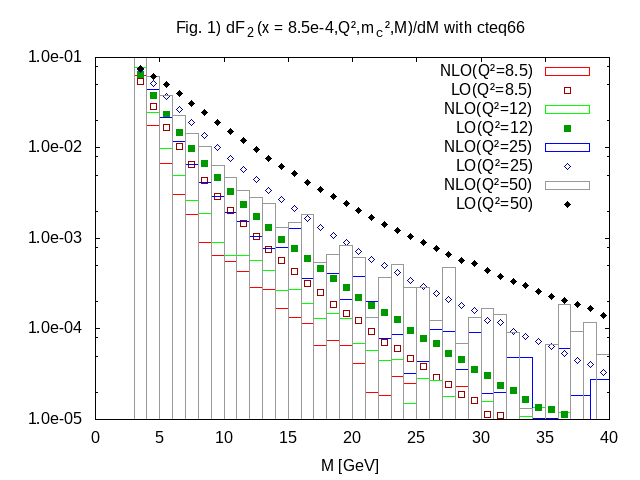 Fig. 1) dF₂(x = 8.5e-4,Q²,m_c²,M)/dM with cteq66
1.0e-01
NLO(Q²=8.5)
LO(Q²=8.5)
NLO(Q²=12)
LO(Q²=12)
NLO(Q²=25)
LO(Q²=25)
NLO(Q²=50)
LO(Q²=50)
1.0e-02
1.0e-03
1.0e-04
1.0e-05
0 5 10 15 20 25 30 35 40
M [GeV]